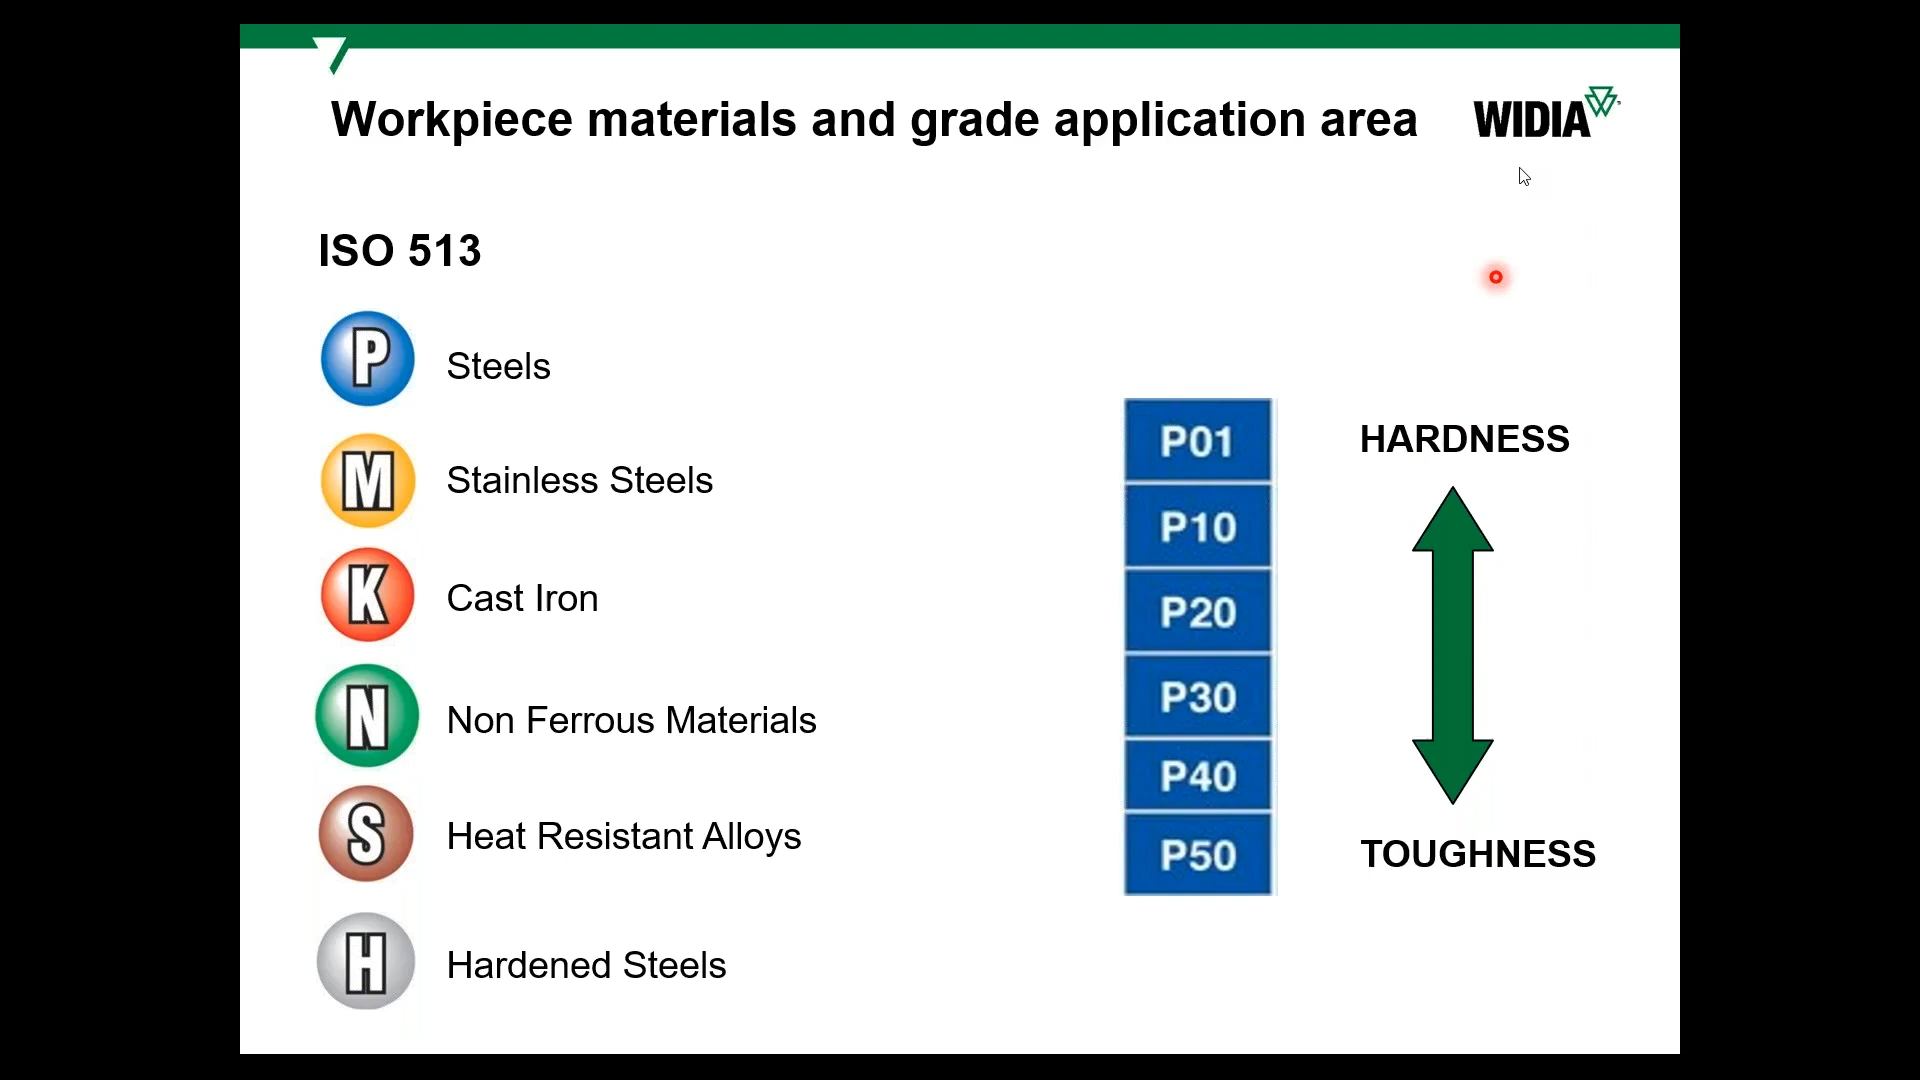 Workpiece materials and grade application area
WIDIA
ISO 513
P Steels
M Stainless Steels
K Cast Iron
N Non Ferrous Materials
S Heat Resistant Alloys
H Hardened Steels
P01
P10
P20
P30
P40
P50
HARDNESS
TOUGHNESS